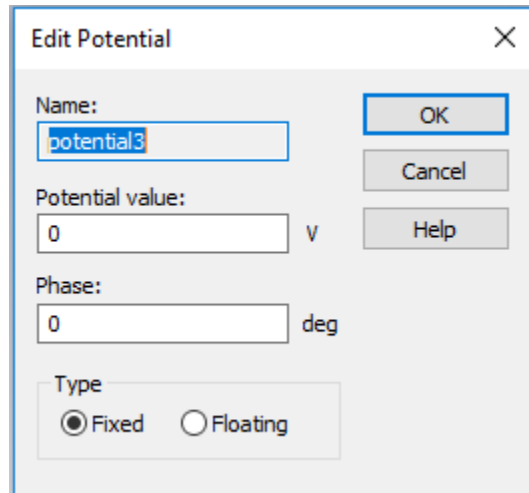 Edit Potential
Name:
OK
potential3
Cancel
Potential value:
0 V
Help
Phase:
0 deg
Type
Fixed Floating